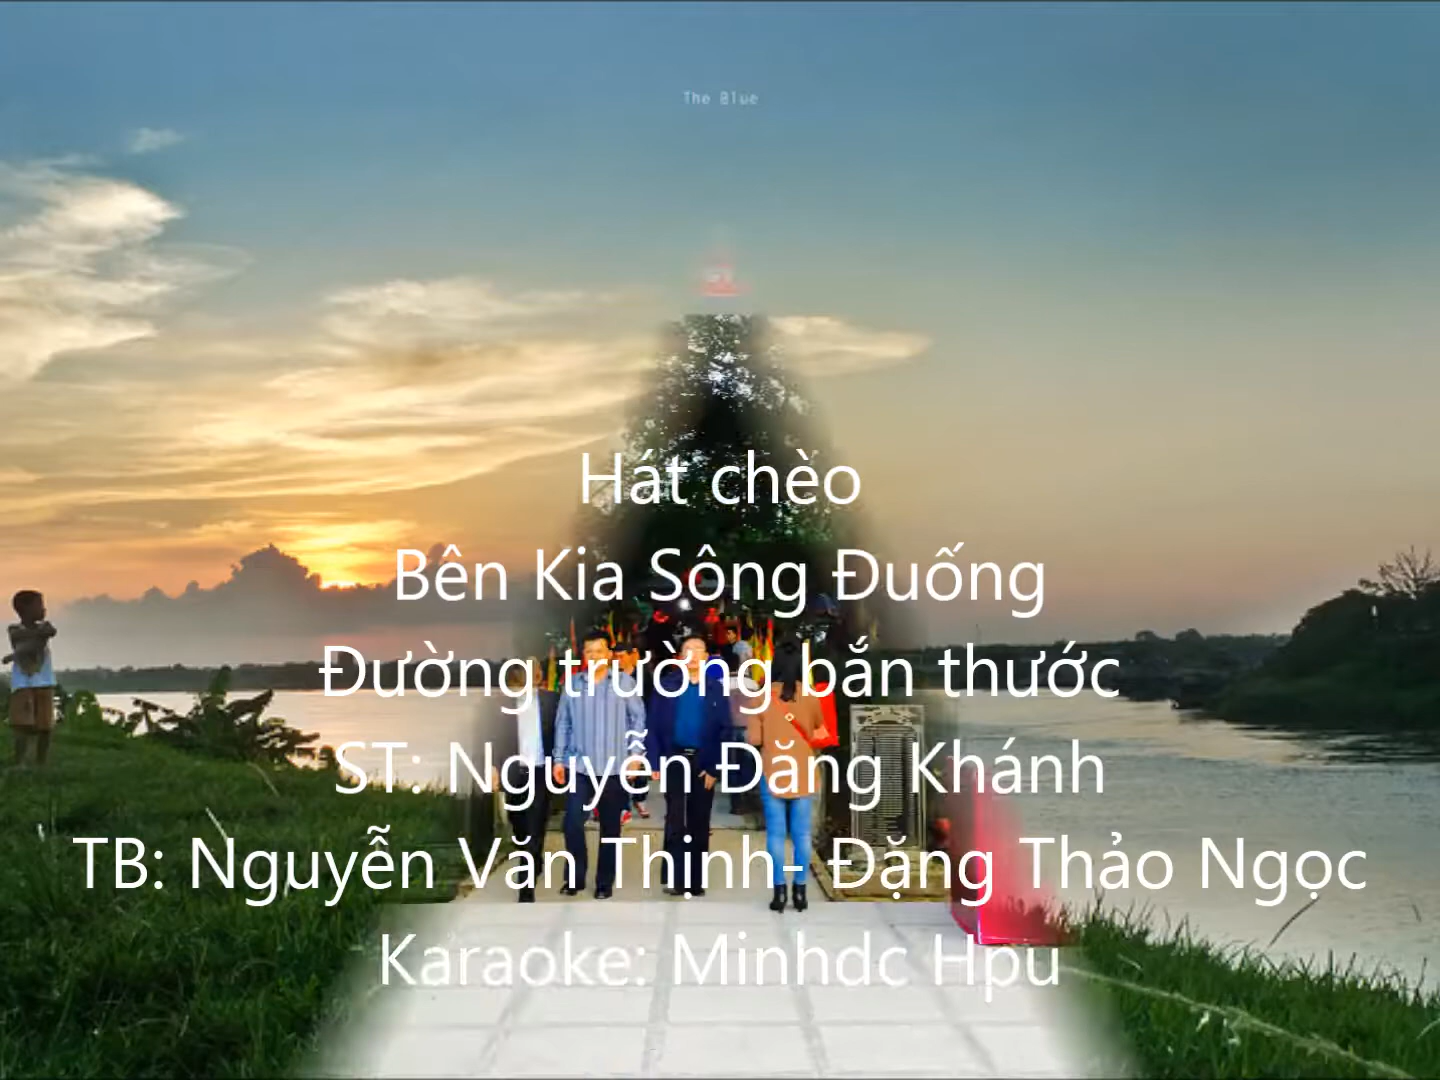 The Blue
Hát chèo
Bên Kia Sông Đuống
Đường trường bắn thước
ST: Nguyễn Đăng Khánh
TB: Nguyễn Văn Thịnh- Đặng Thảo Ngọc
Karaoke: Minhdc Hpu